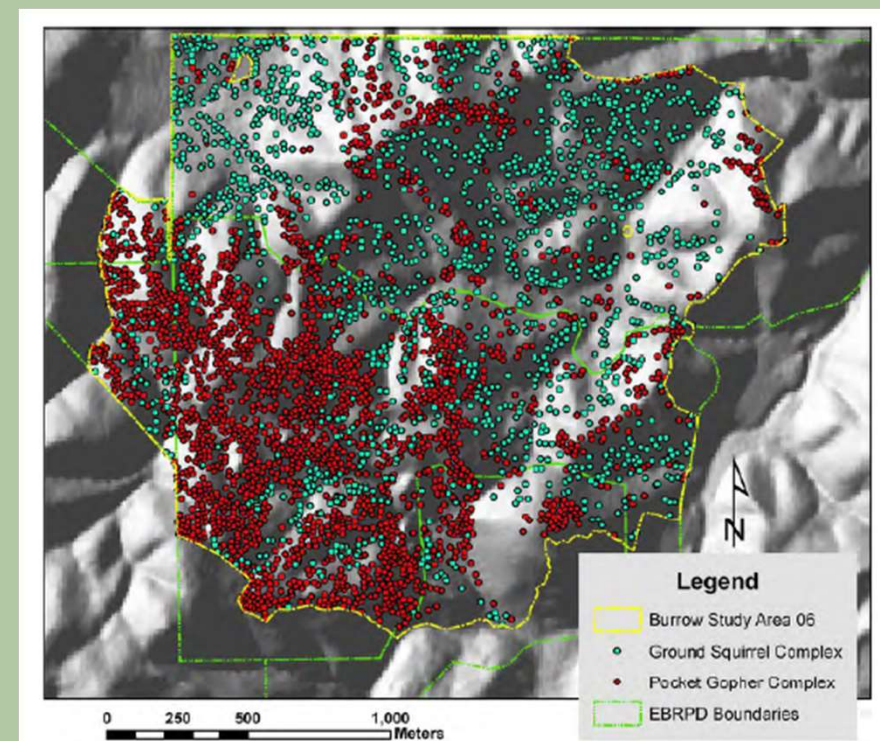 N
Legend
Burrow Study Area 06
Ground Squirrel Complex
Pocket Gopher Complex
EBRPD Boundaries
0 250 500 1,000
Meters